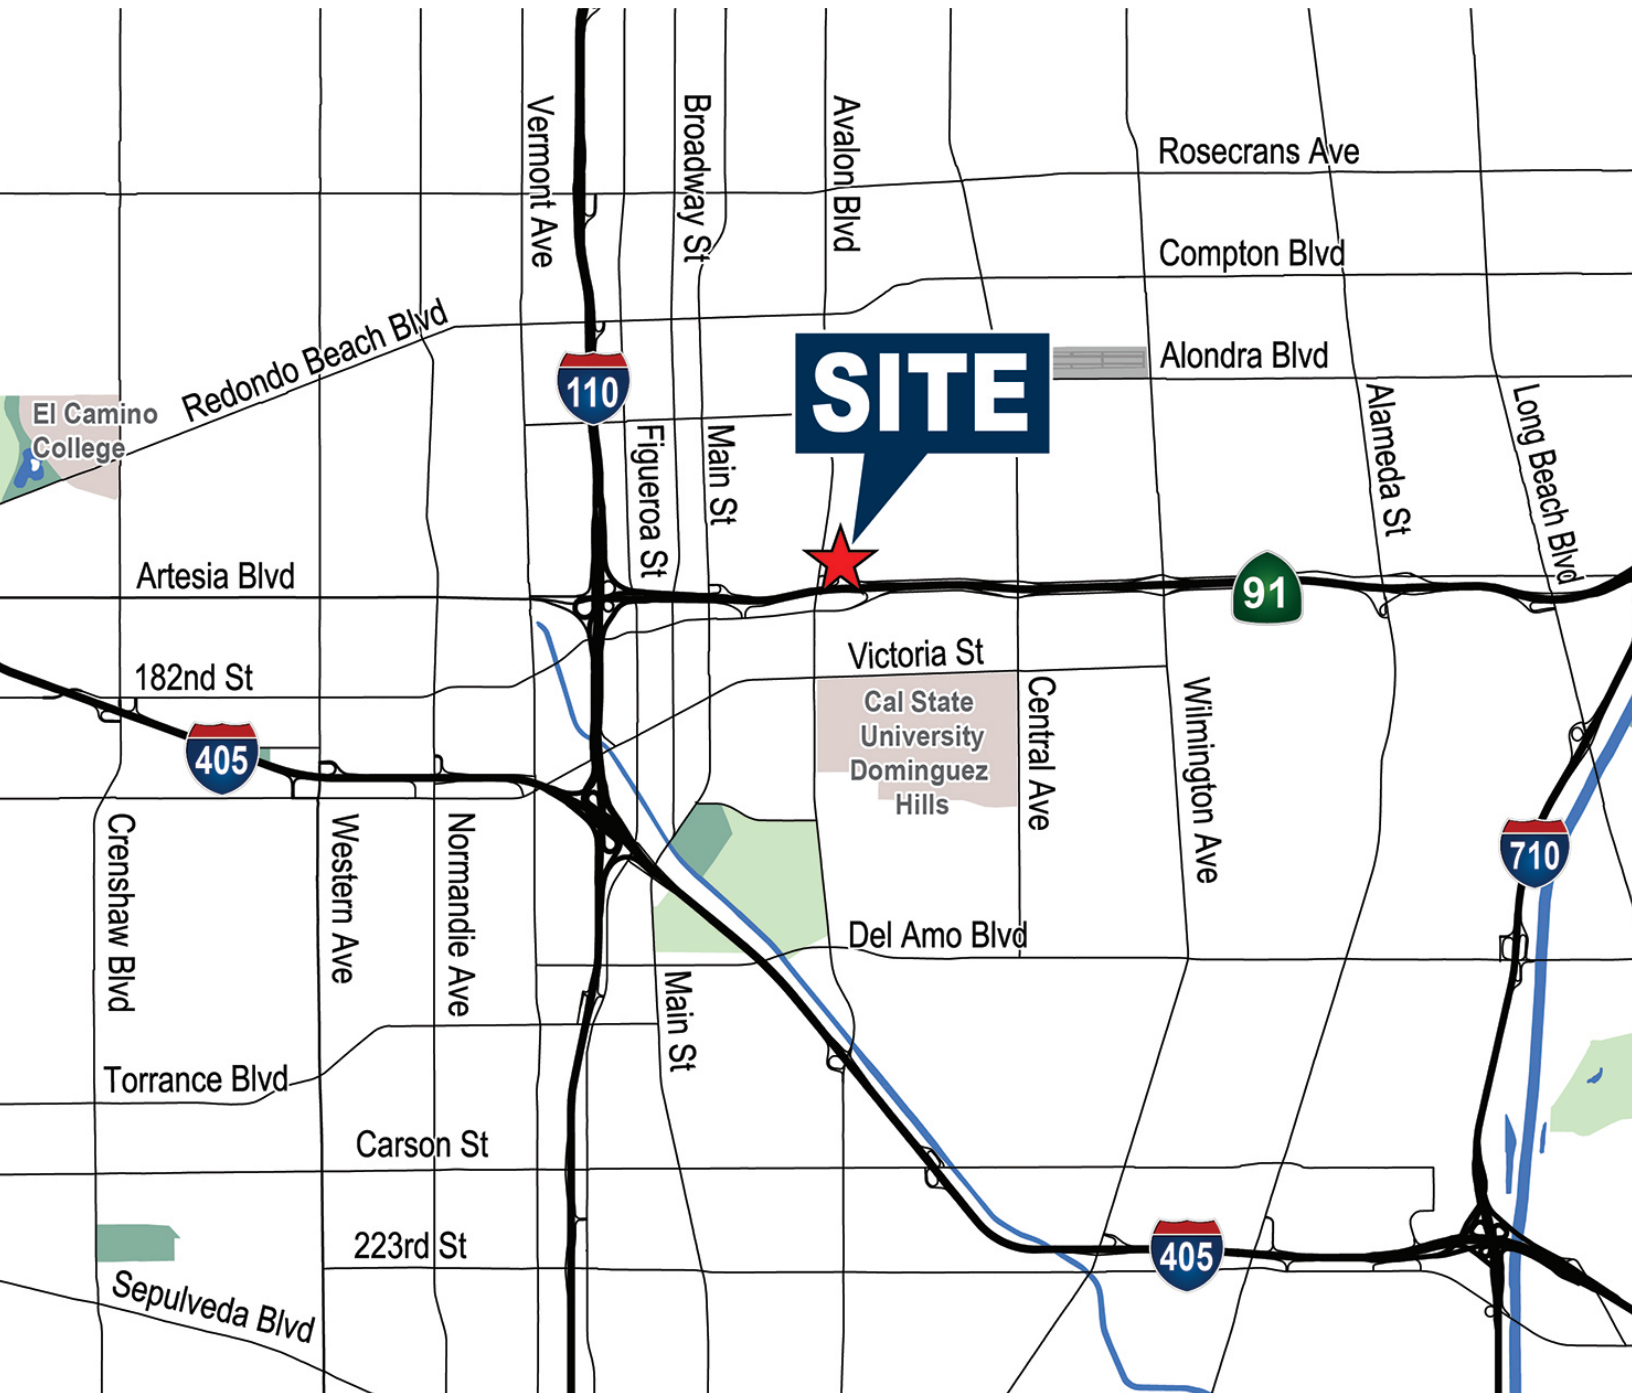 Vermont Ave
Broadway St
Avalon Blvd
Rosecrans Ave
Compton Blvd
Redondo Beach Blvd
110
SITE
Alondra Blvd
El Camino
College
Figueroa St
Main St
Alameda St
Long Beach Blvd
Artesia Blvd
91
182nd St
Victoria St
405
Cal State
University
Dominguez
Hills
Central Ave
Wilmington Ave
Crenshaw Blvd
Western Ave
Normandie Ave
710
Del Amo Blvd
Main St
Torrance Blvd
Carson St
223rd St
405
Sepulveda Blvd